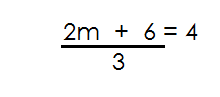 2m + 6 = 4
3